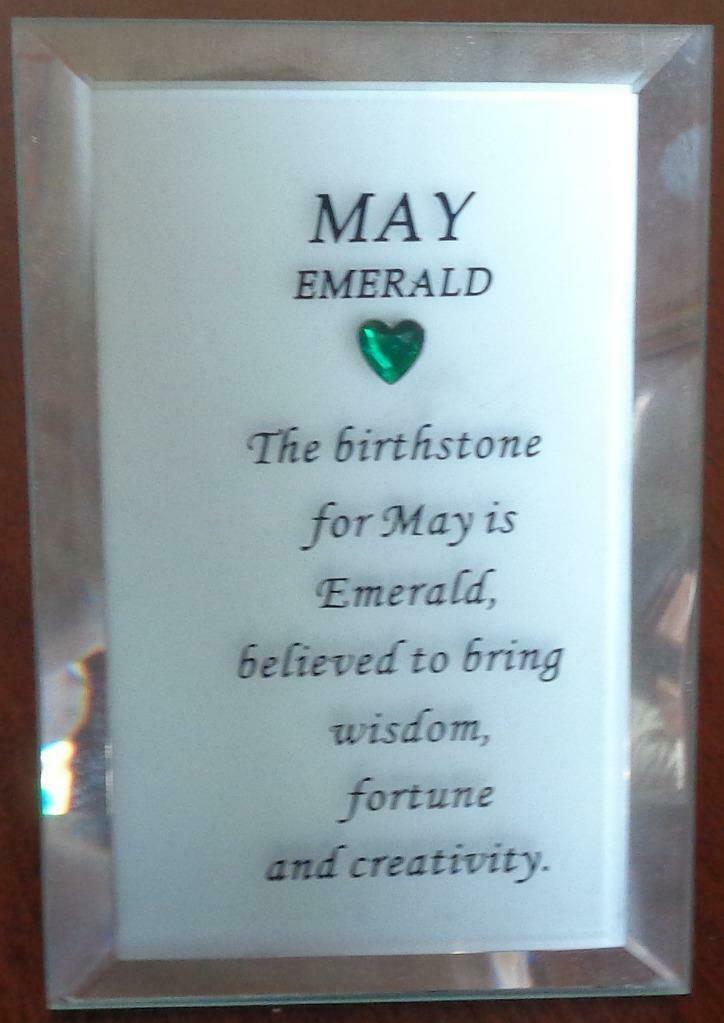 MAY
EMERALD
The birthstone
for May is
Emerald,
believed to bring
wisdom,
fortune
and creativity.